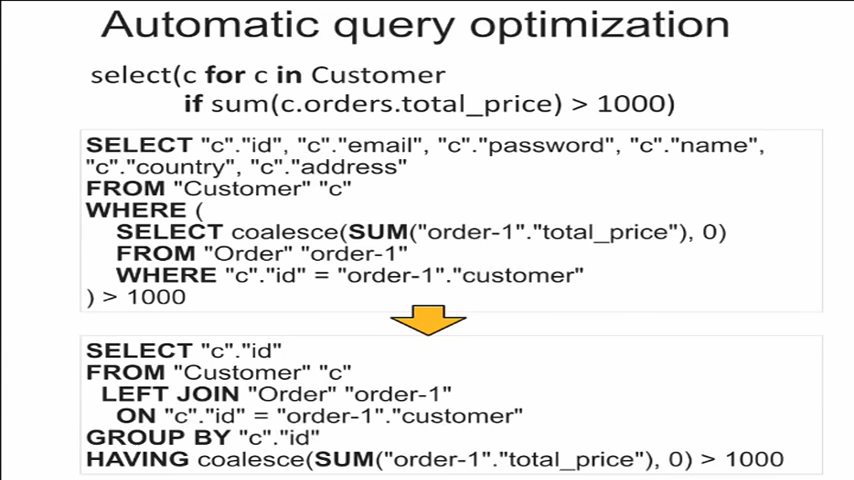 Automatic query optimization
select(c for c in Customer
if sum(c.orders.total_price) > 1000)
SELECT "c"."id", "c"."email", "c"."password", "c"."name",
"c"."country", "c"."address"
FROM "Customer" "c"
WHERE (
SELECT coalesce(SUM("order-1"."total_price"), 0)
FROM "Order" "order-1"
WHERE "c"."id" = "order-1"."customer"
) > 1000
SELECT "c"."id"
FROM "Customer" "c"
LEFT JOIN "Order" "order-1"
ON "c"."id" = "order-1"."customer"
GROUP BY "c"."id"
HAVING coalesce(SUM("order-1"."total_price"), 0) > 1000